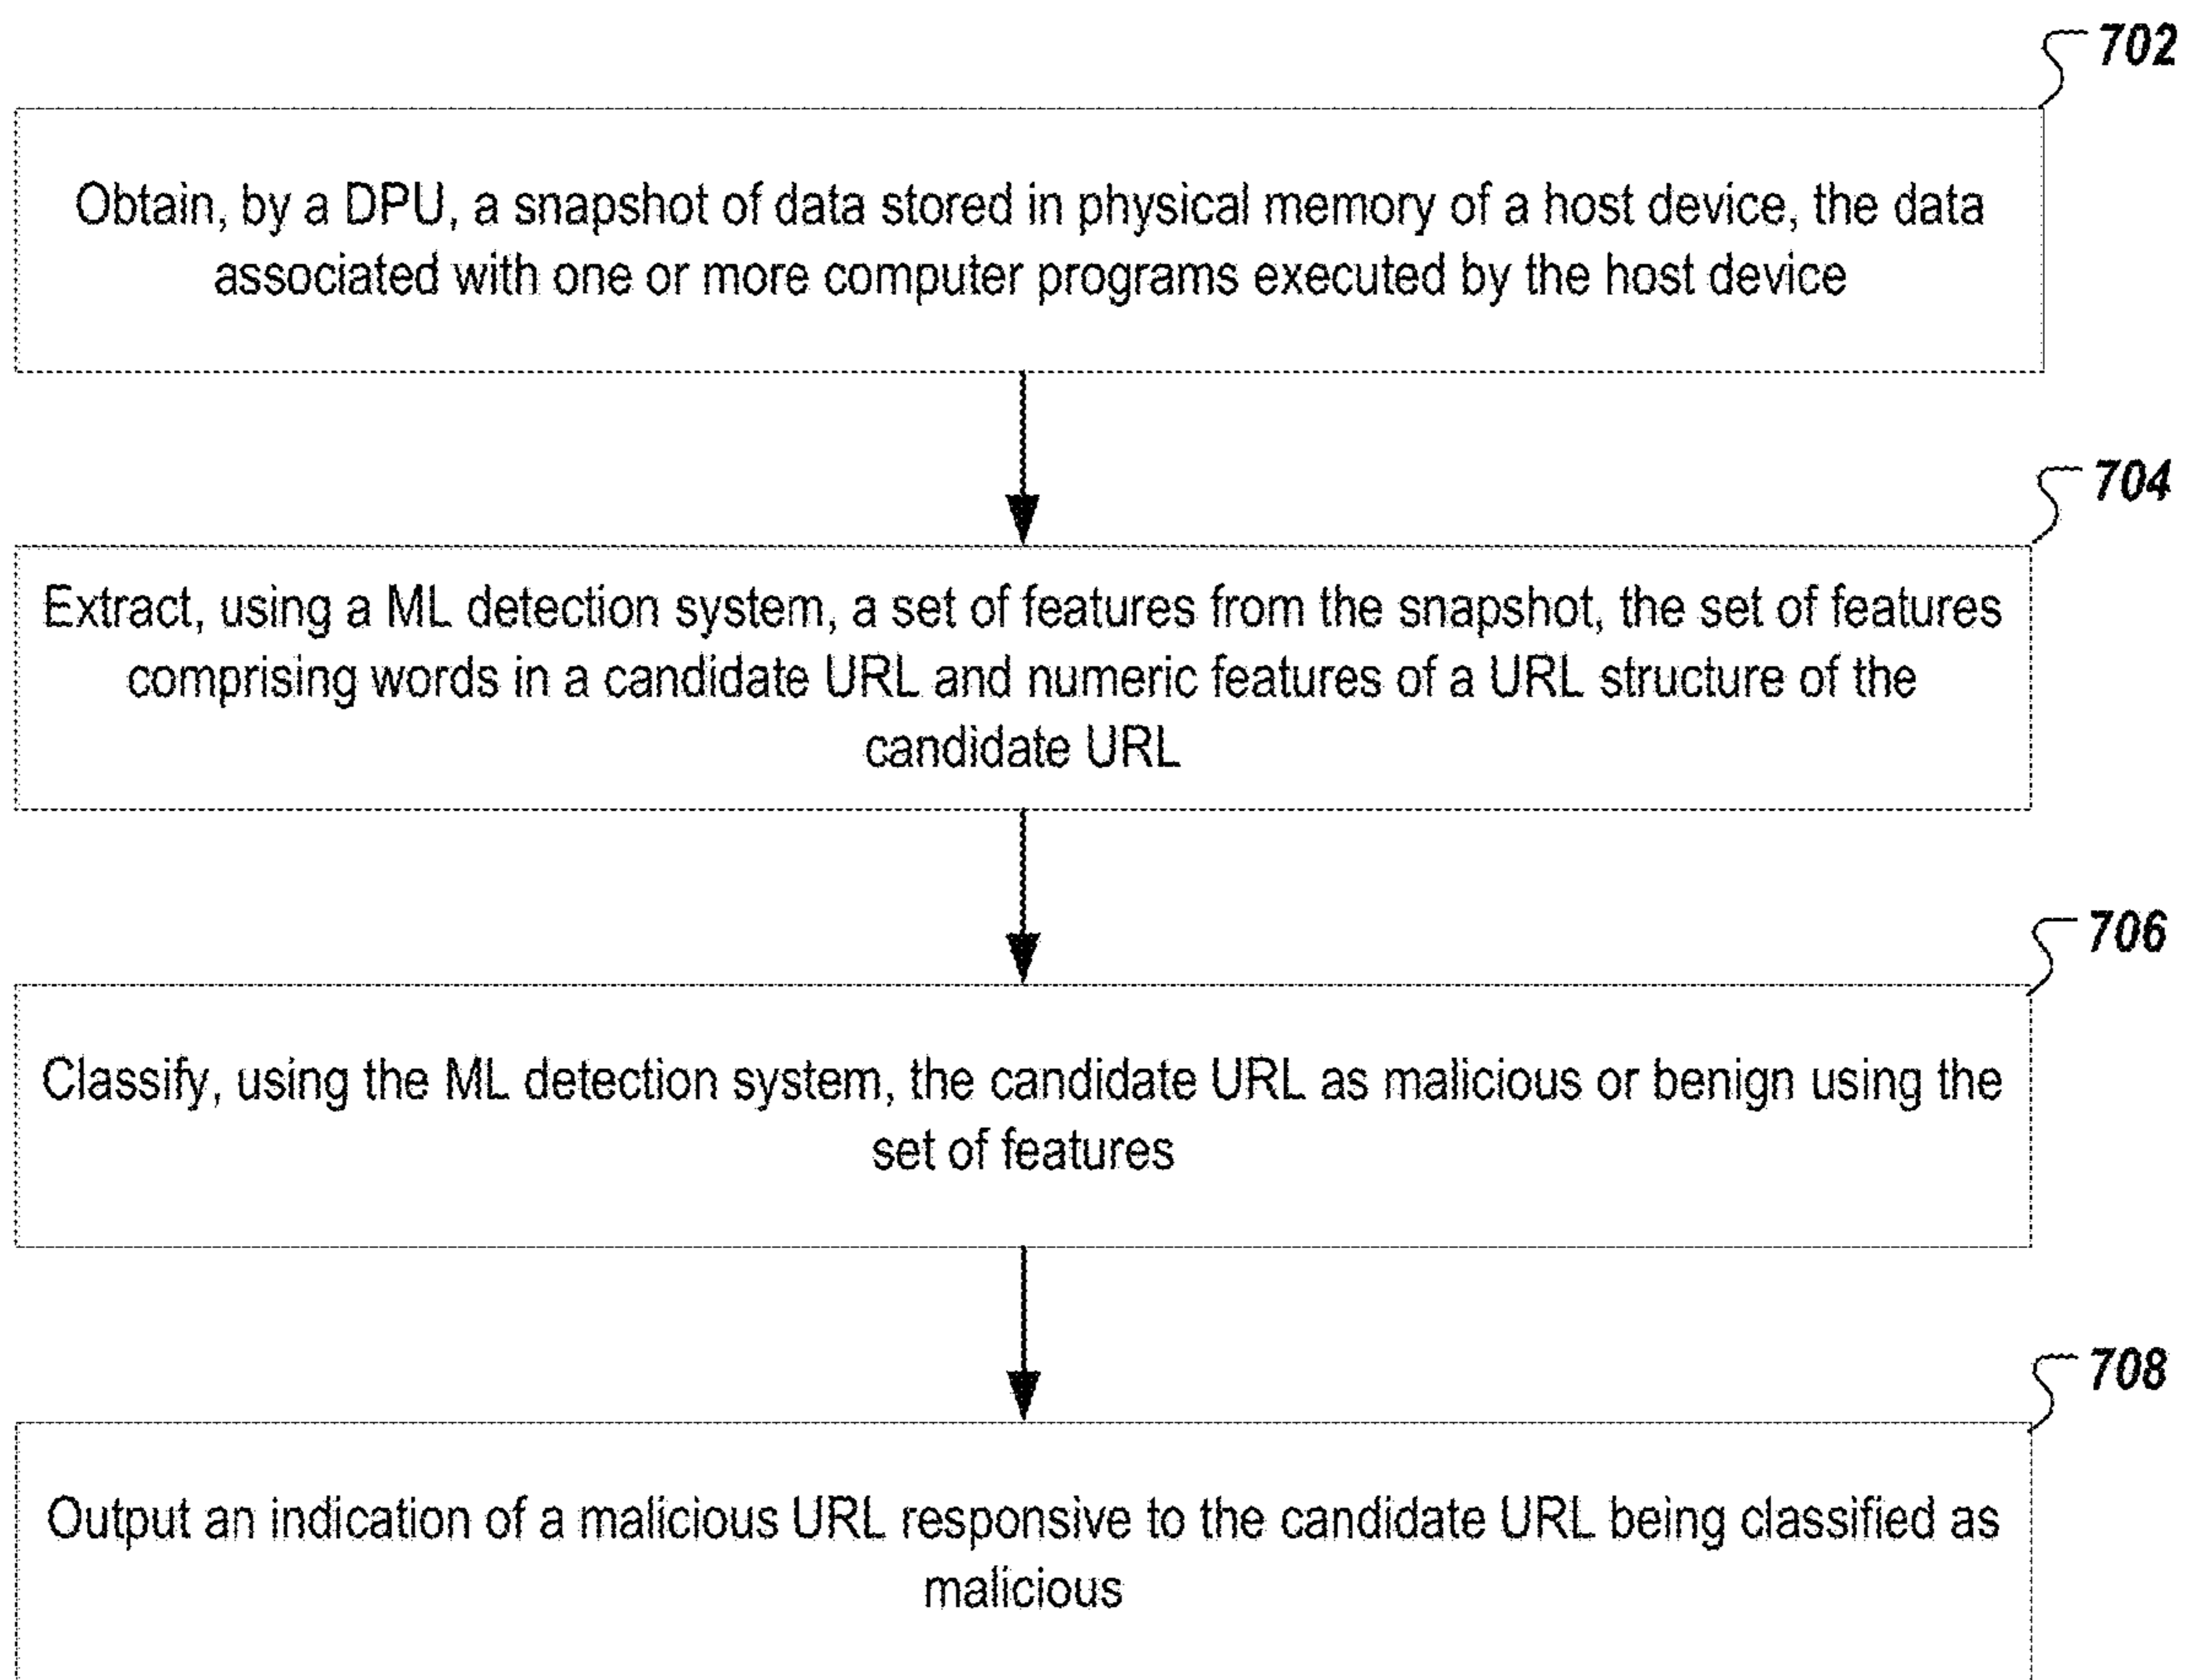 702
Obtain, by a DPU, a snapshot of data stored in physical memory of a host device, the data
associated with one or more computer programs executed by the host device
704
Extract, using a ML detection system, a set of features from the snapshot, the set of features
comprising words in a candidate URL and numeric features of a URL structure of the
candidate URL
706
Classify, using the ML detection system, the candidate URL as malicious or benign using the
set of features
708
Output an indication of a malicious URL responsive to the candidate URL being classified as
malicious